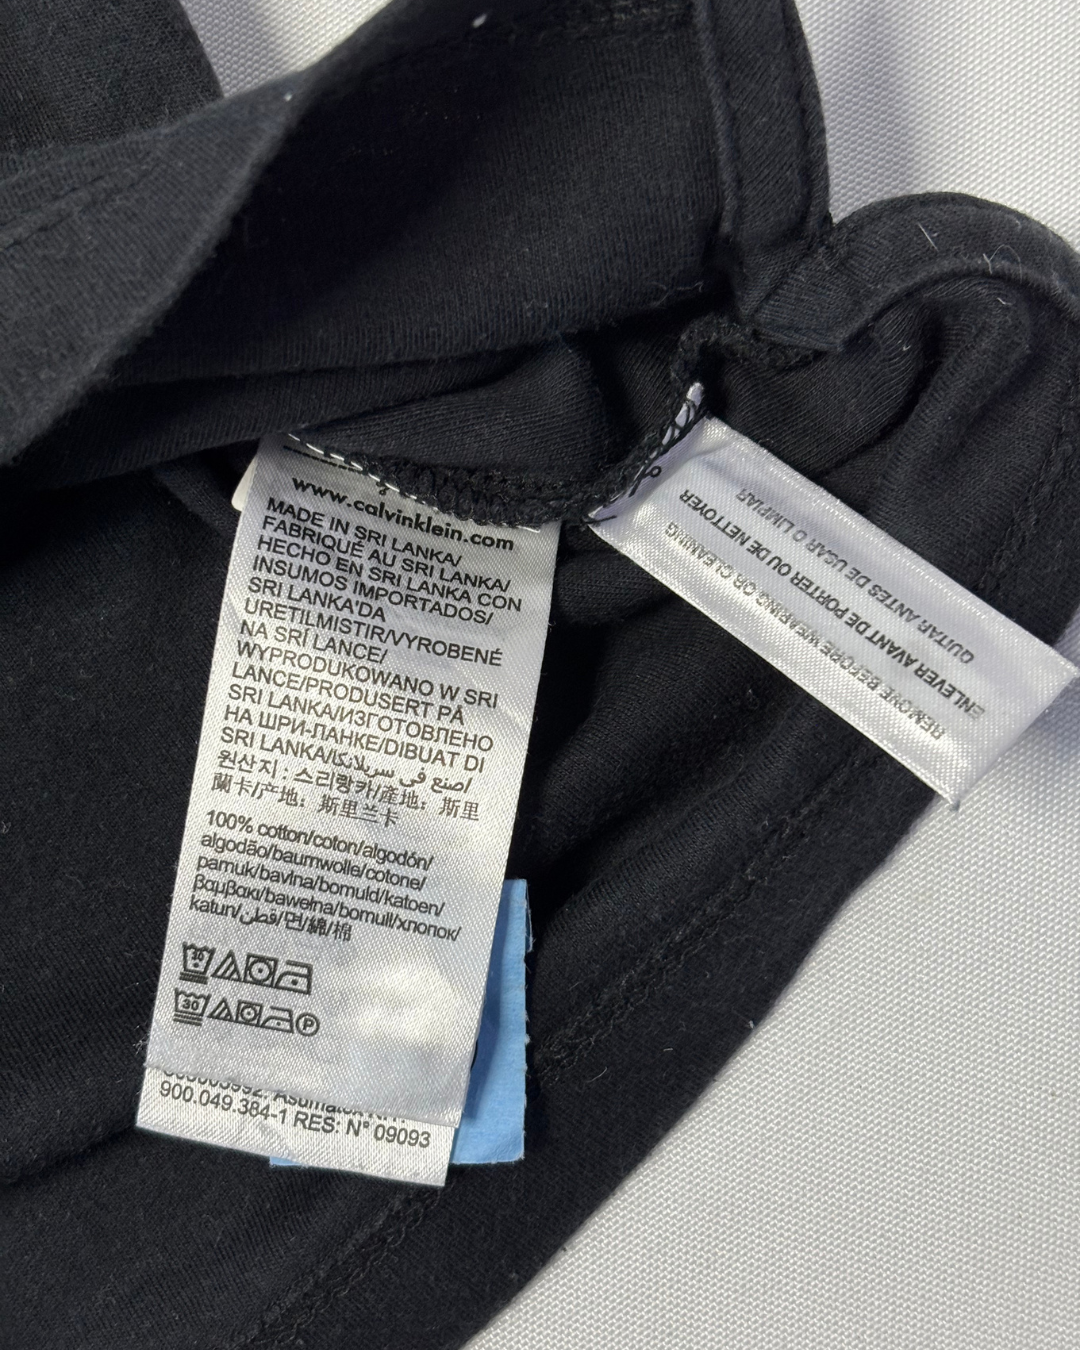 www.calvinklein.com
MADE IN SRI LANKA/
FABRIQUÉ AU SRI LANKA/
HECHO EN SRI LANKA CON
INSUMOS IMPORTADOS/
SRI LANKA'DA
ÜRETILMISTIR/VYROBENÉ
NA SRÍ LANCE/
WYPRODUKOWANO W SRI
LANCE/PRODUSERT PÅ
SRI LANKA/ИЗГОТОВЛЕНО
НА ШРИ-ЛАНКЕ/DIBUAT DI
SRI LANKA/صنع في سريلانكا/
원산지 : 스리랑카/產地：斯里
蘭卡/产地：斯里兰卡
100% cotton/coton/algodón/
algodão/baumwolle/cotone/
pamuk/bavlna/bomuld/katoen/
βαμβακι/bawełna/bomull/хлопок/
katun/قطن/면/綿/棉
30
30
P
900.049.384-1 RES: N° 09093
REMOVE BEFORE WEARING OR CLEANING
ENLEVER AVANT DE PORTER OU DE NETTOYER
QUITAR ANTES DE USAR O LIMPIAR